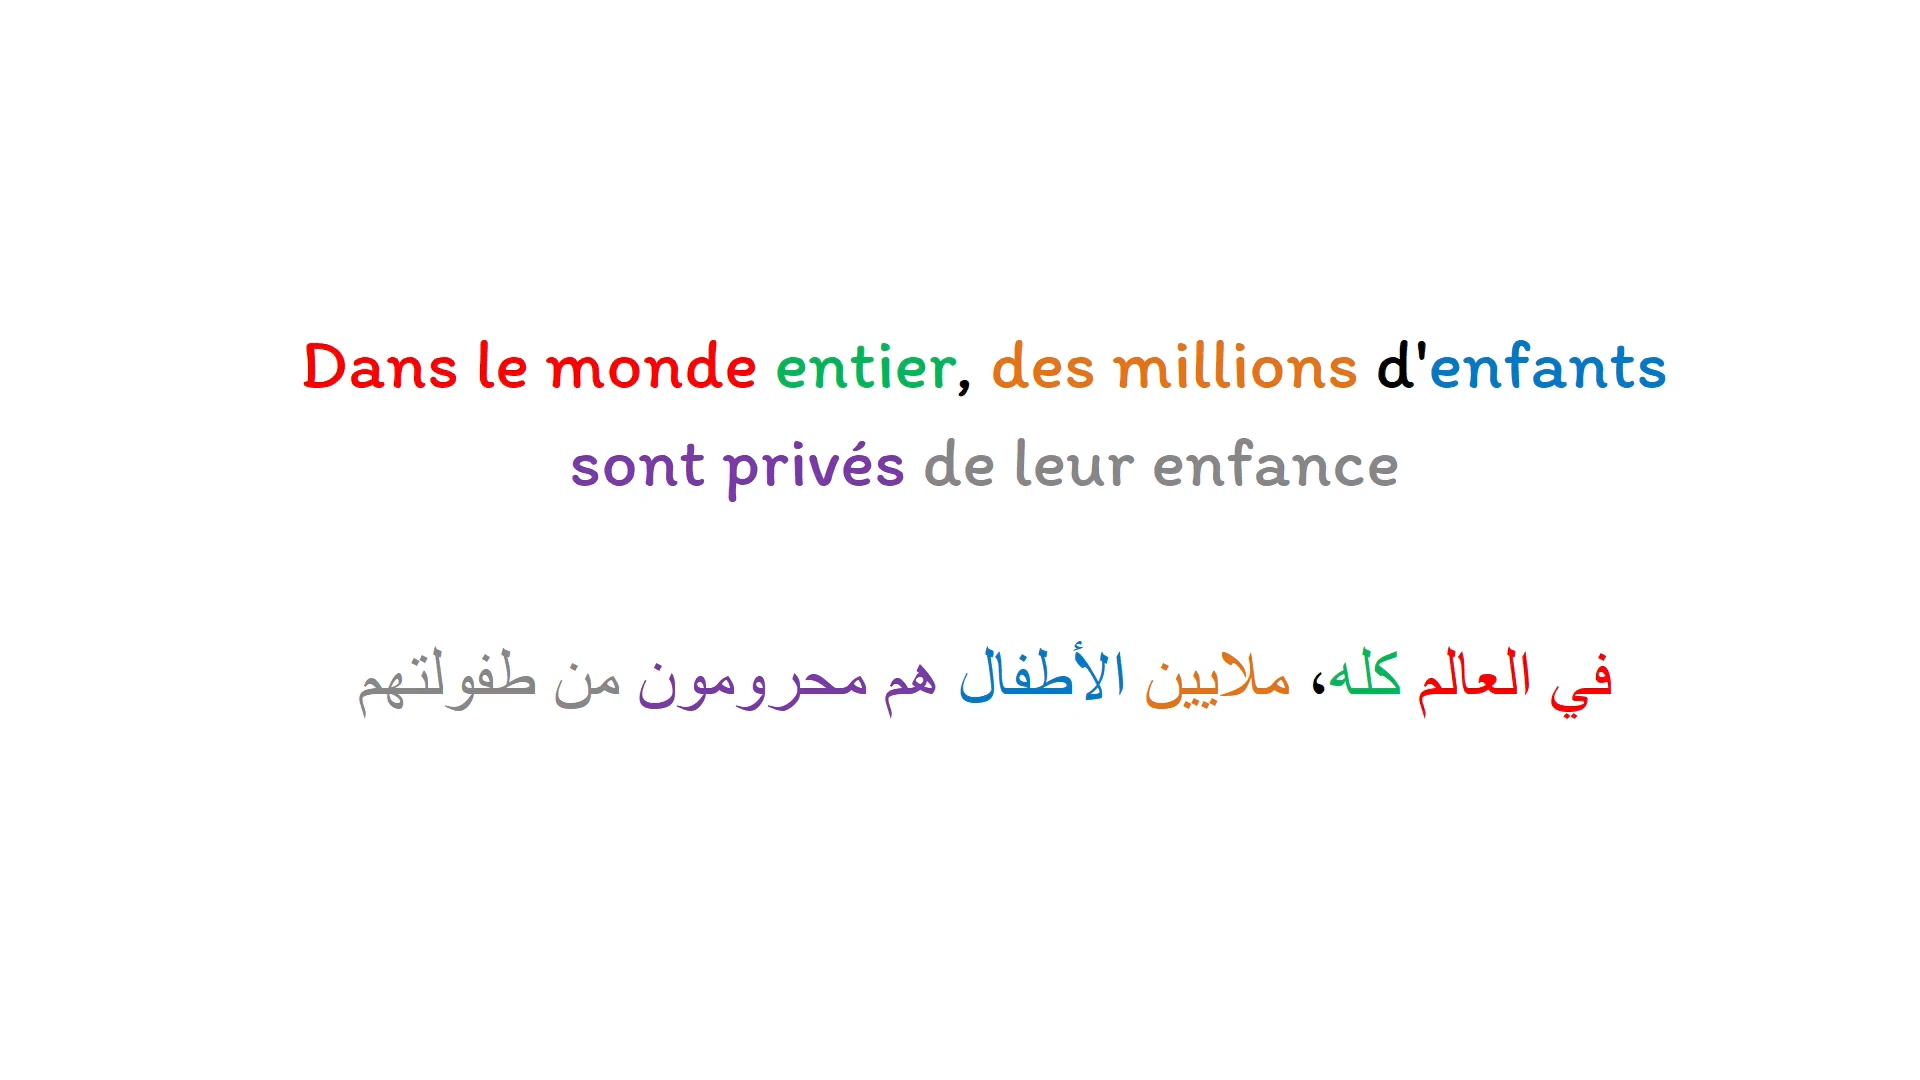 Dans le monde entier, des millions d'enfants
sont privés de leur enfance
في العالم كله، ملايين الأطفال هم محرومون من طفولتهم